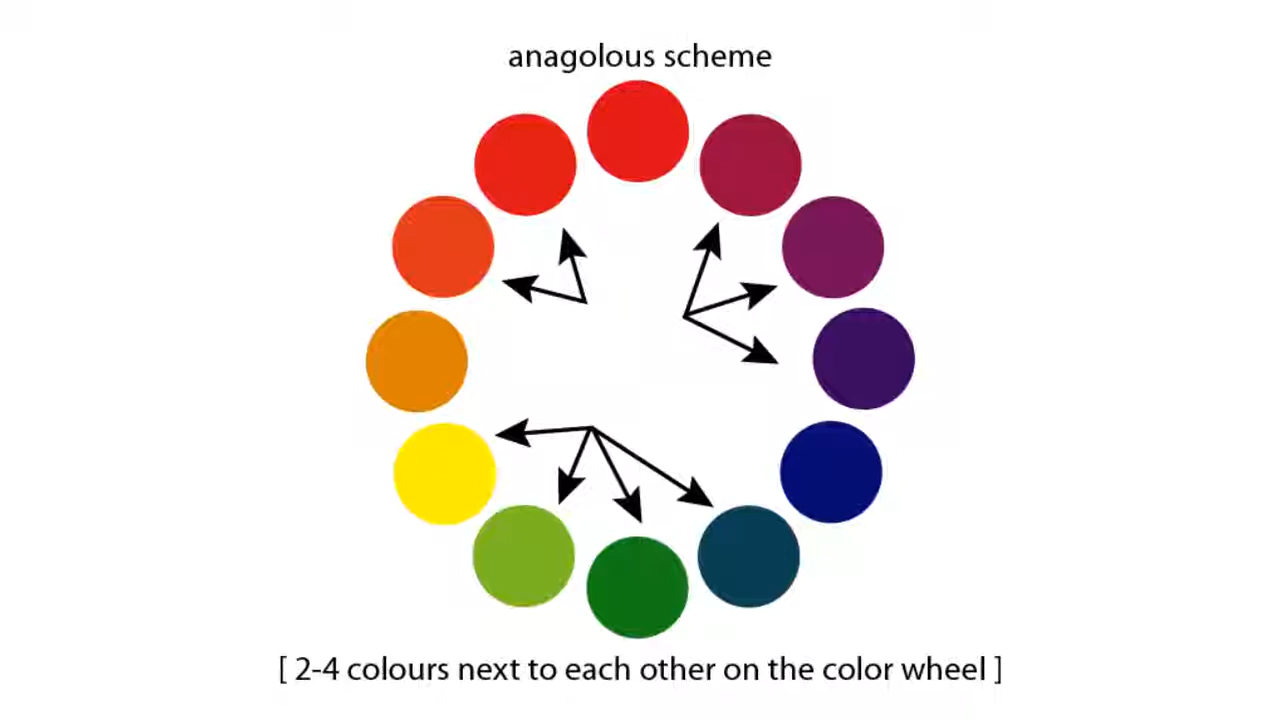 anagolous scheme
[ 2-4 colours next to each other on the color wheel ]